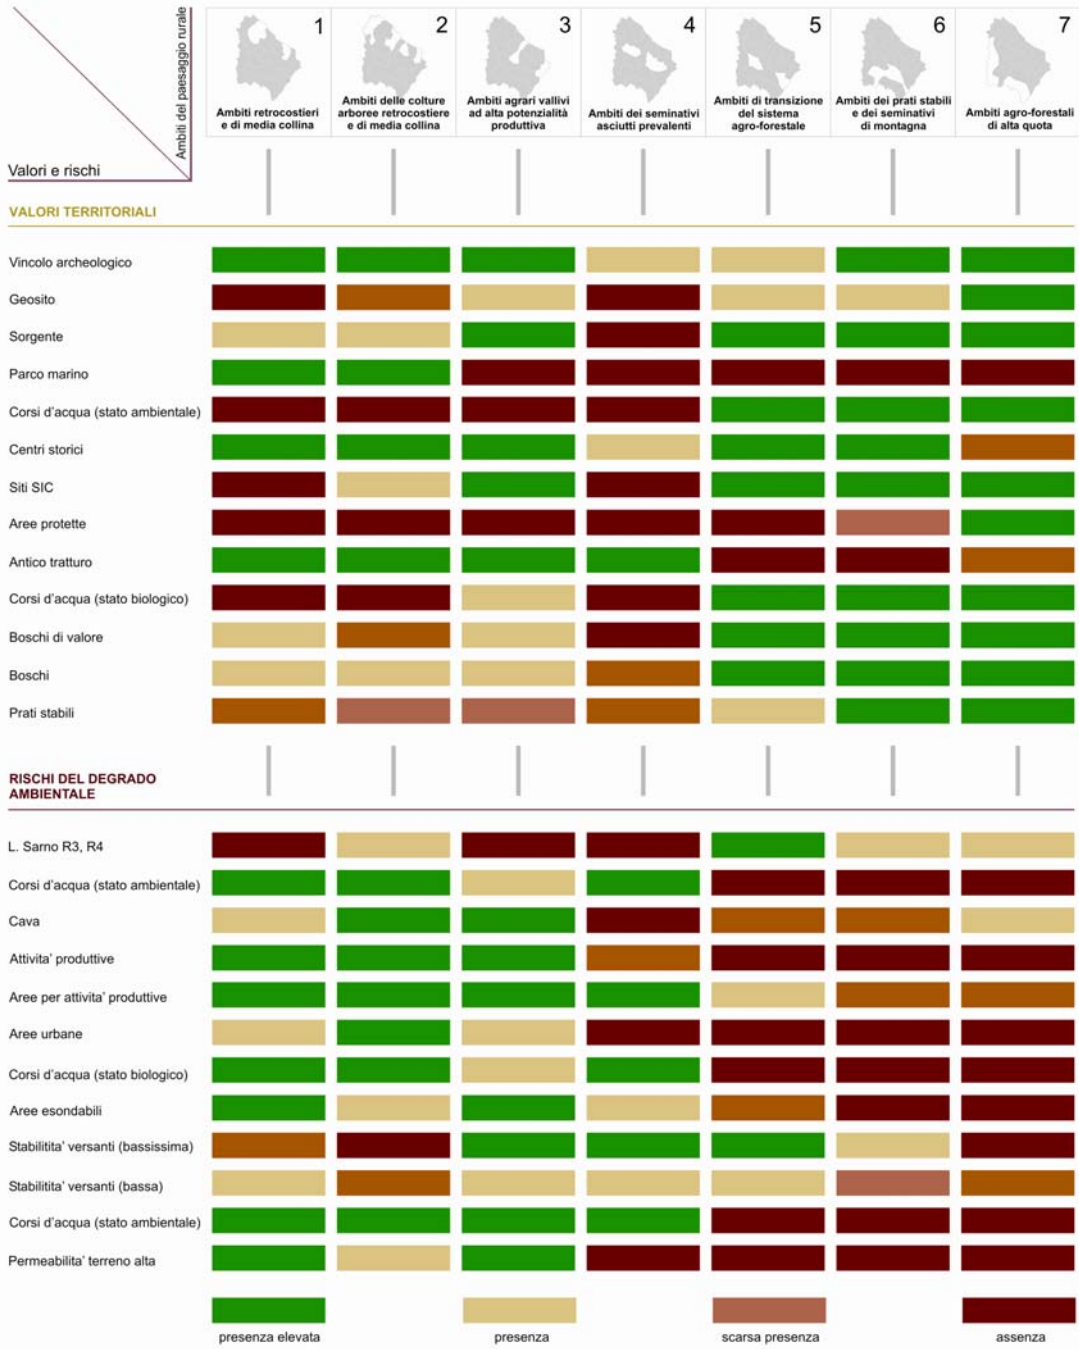 Ambiti del paesaggio rurale
Valori e rischi
1
Ambiti retrocostieri
e di media collina
2
Ambiti delle colture
arboree retrocostiere
e di media collina
3
Ambiti agrari vallivi
ad alta potenzialità
produttiva
4
Ambiti dei seminativi
asciutti prevalenti
5
Ambiti di transizione
del sistema
agro-forestale
6
Ambiti dei prati stabili
e dei seminativi
di montagna
7
Ambiti agro-forestali
di alta quota
VALORI TERRITORIALI
Vincolo archeologico
Geosito
Sorgente
Parco marino
Corsi d'acqua (stato ambientale)
Centri storici
Siti SIC
Aree protette
Antico tratturo
Corsi d'acqua (stato biologico)
Boschi di valore
Boschi
Prati stabili
RISCHI DEL DEGRADO
AMBIENTALE
L. Sarno R3, R4
Corsi d'acqua (stato ambientale)
Cava
Attivita' produttive
Aree per attivita' produttive
Aree urbane
Corsi d'acqua (stato biologico)
Aree esondabili
Stabilitita' versanti (bassissima)
Stabilitita' versanti (bassa)
Corsi d'acqua (stato ambientale)
Permeabilita' terreno alta
presenza elevata
presenza
scarsa presenza
assenza